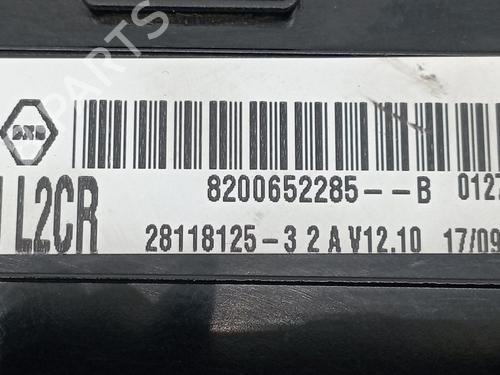 8200652285--B 012
L2CR
28118125-3 2 A V12.10 17/09
PARTS